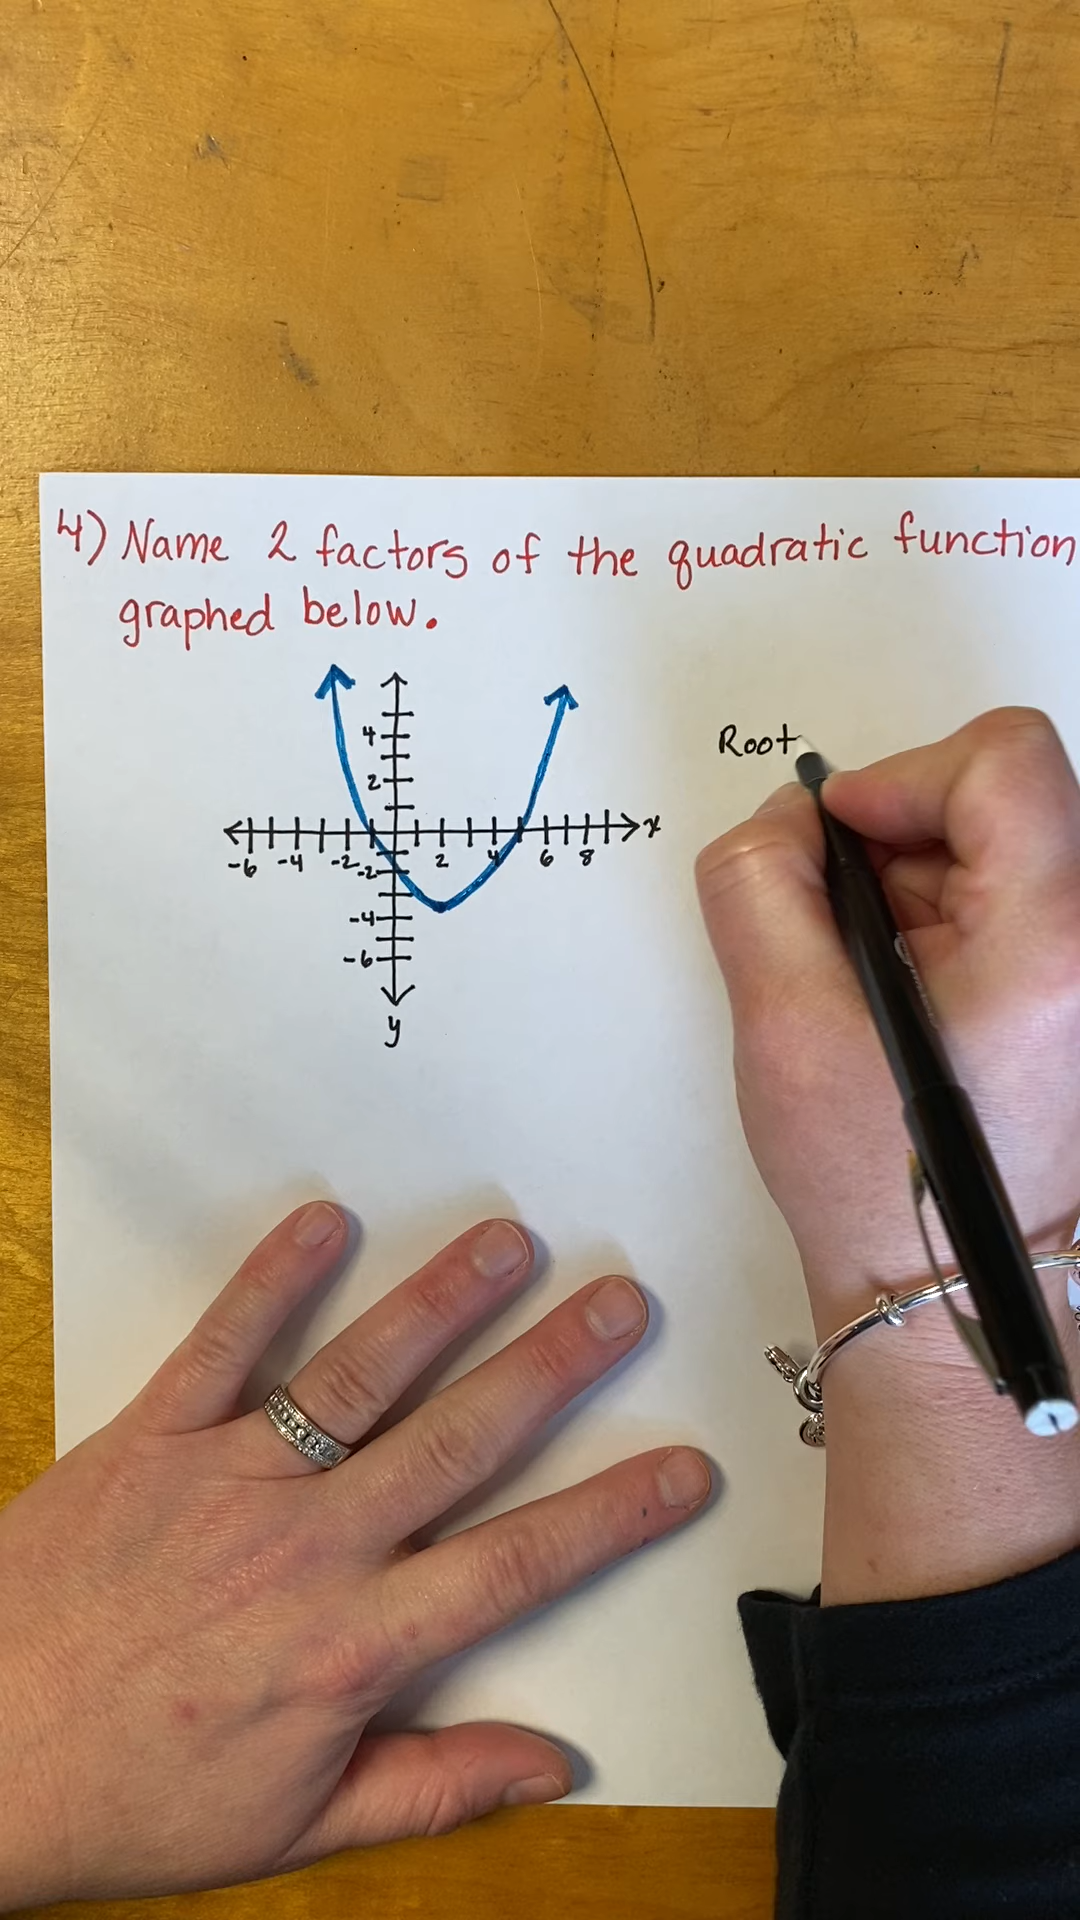 4) Name 2 factors of the quadratic function
graphed below.
Root
4
2
x
-6 -4 -2 2 4 6 8
-2
-4
-6
y